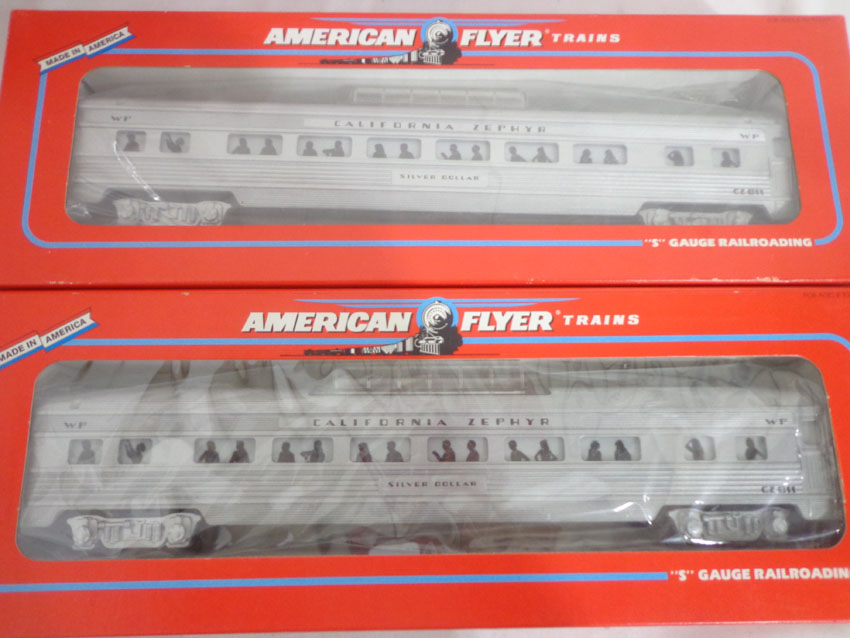 AMERICAN FLYER® TRAINS
MADE IN AMERICA
WP CALIFORNIA ZEPHYR WP
SILVER DOLLAR
"S" GAUGE RAILROADING
AMERICAN FLYER® TRAINS
MADE IN AMERICA
WP CALIFORNIA ZEPHYR WP
SILVER DOLLAR
"S" GAUGE RAILROADING